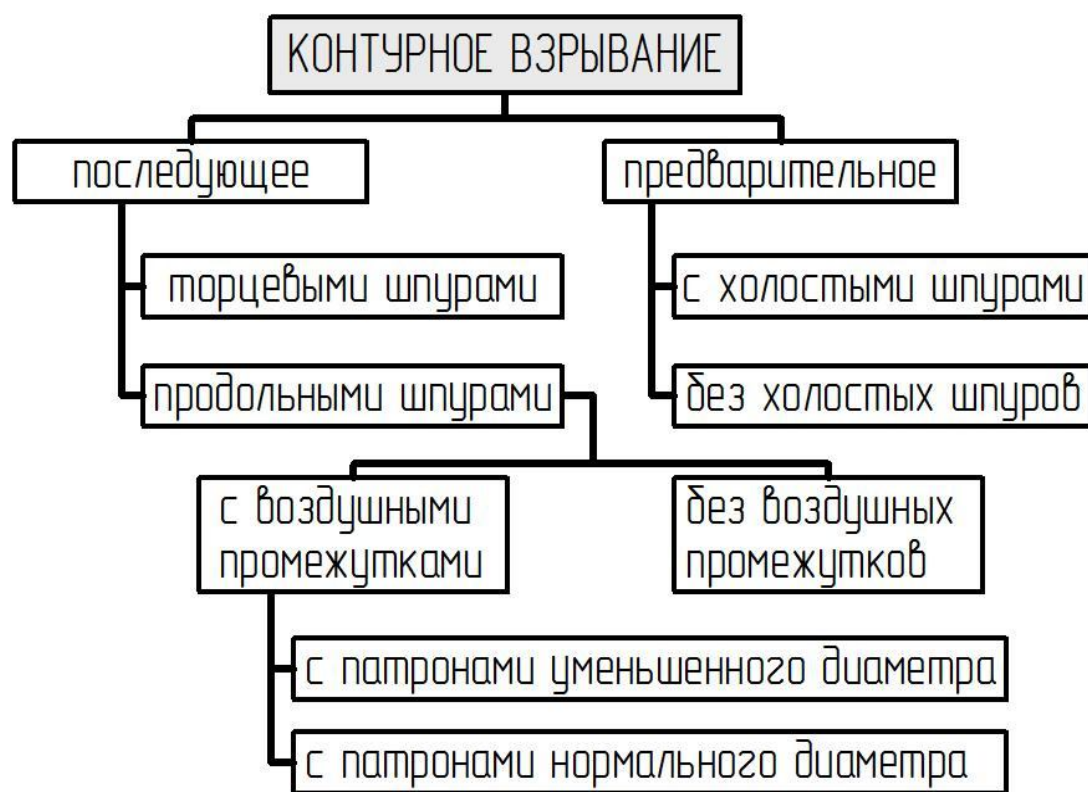 КОНТУРНОЕ ВЗРЫВАНИЕ
последующее
предварительное
торцевыми шпурами
с холостыми шпурами
продольными шпурами
без холостых шпуров
с воздушными
промежутками
без воздушных
промежутков
с патронами уменьшенного диаметра
с патронами нормального диаметра